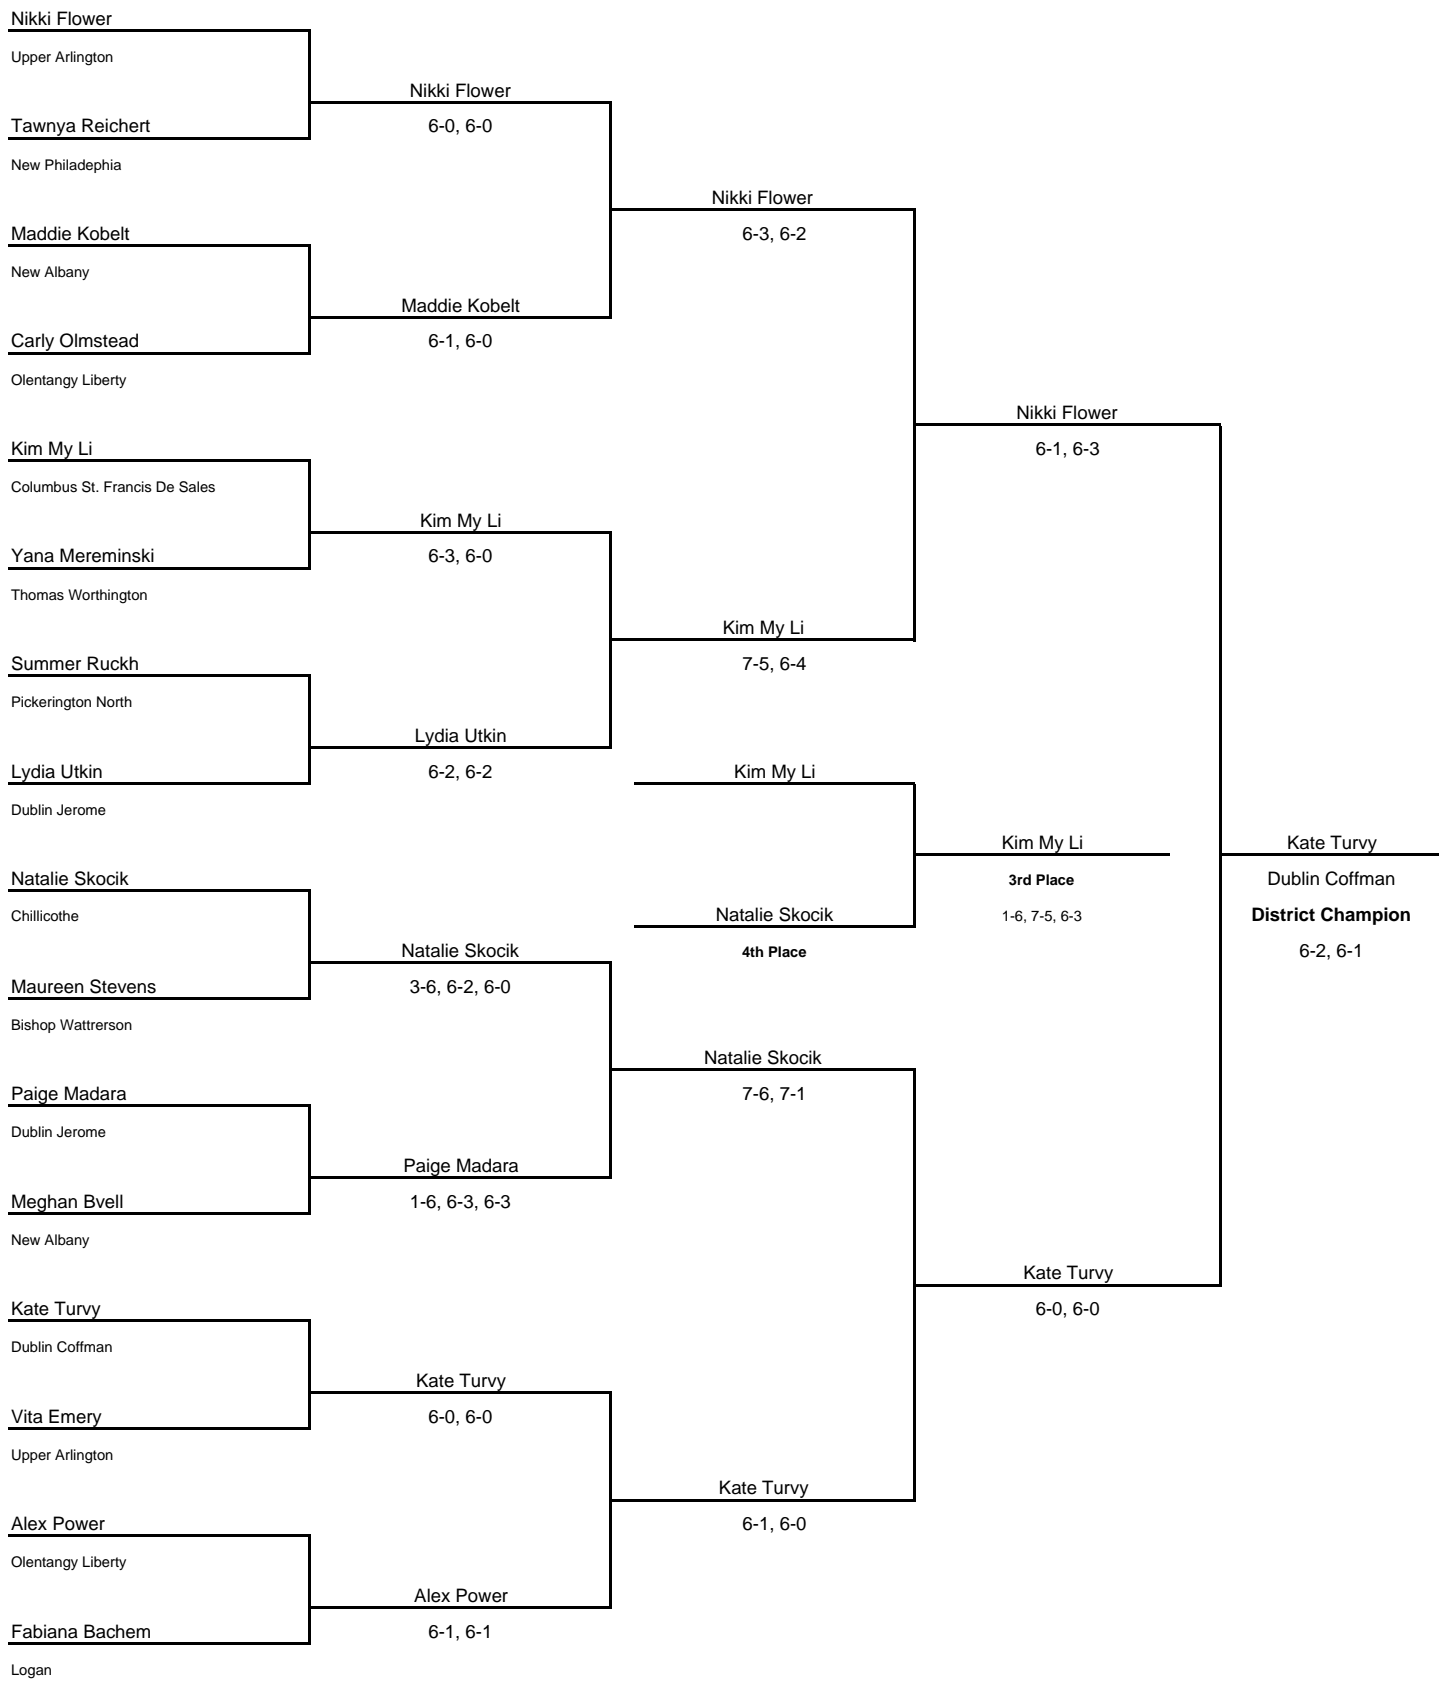 Nikki Flower
Upper Arlington
Tawnya Reichert
New Philadephia
Maddie Kobelt
New Albany
Carly Olmstead
Olentangy Liberty
Kim My Li
Columbus St. Francis De Sales
Yana Mereminski
Thomas Worthington
Summer Ruckh
Pickerington North
Lydia Utkin
Dublin Jerome
Natalie Skocik
Chillicothe
Maureen Stevens
Bishop Wattrerson
Paige Madara
Dublin Jerome
Meghan Bvell
New Albany
Kate Turvy
Dublin Coffman
Vita Emery
Upper Arlington
Alex Power
Olentangy Liberty
Fabiana Bachem
Logan
Nikki Flower
6-0, 6-0
Maddie Kobelt
6-1, 6-0
Kim My Li
6-3, 6-0
Lydia Utkin
6-2, 6-2
Natalie Skocik
3-6, 6-2, 6-0
Paige Madara
1-6, 6-3, 6-3
Kate Turvy
6-0, 6-0
Alex Power
6-1, 6-1
Nikki Flower
6-3, 6-2
Kim My Li
7-5, 6-4
Kim My Li
Natalie Skocik
4th Place
Natalie Skocik
7-6, 7-1
Kate Turvy
6-1, 6-0
Nikki Flower
6-1, 6-3
Kim My Li
3rd Place
1-6, 7-5, 6-3
Kate Turvy
6-0, 6-0
Kate Turvy
Dublin Coffman
District Champion
6-2, 6-1